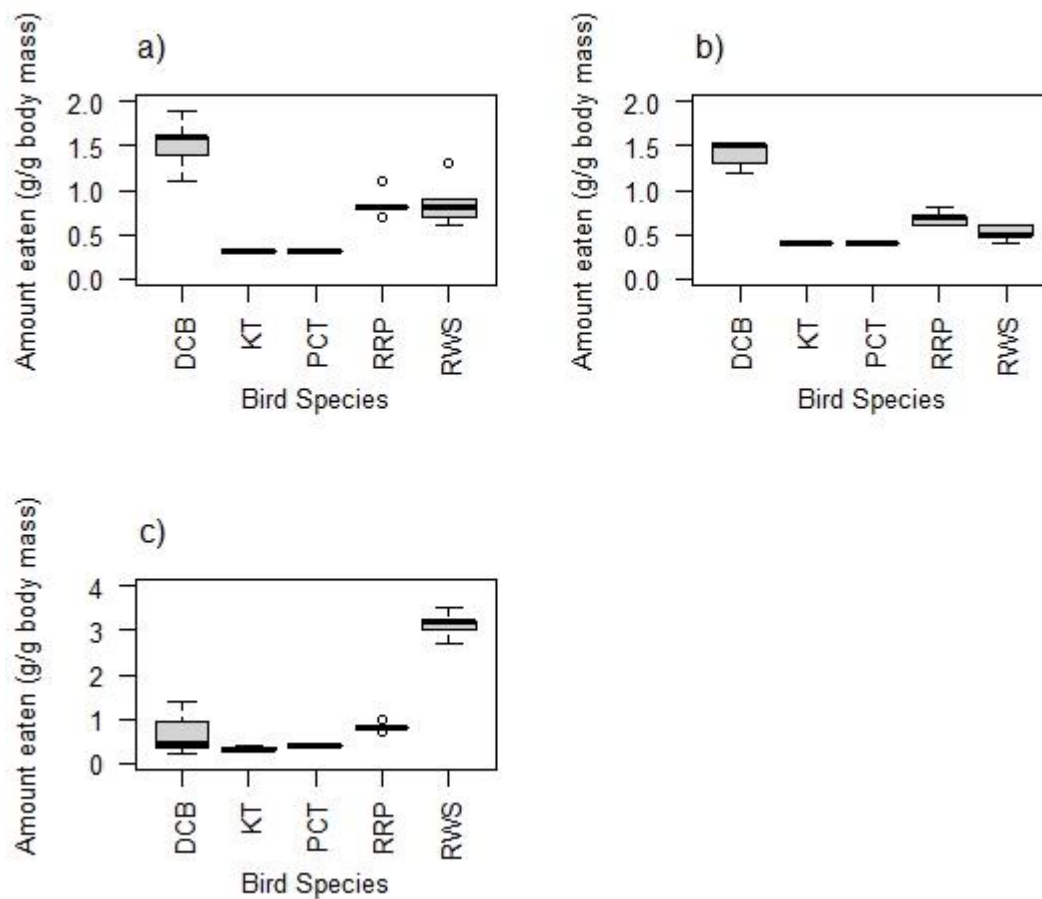 a)
Amount eaten (g/g body mass)
2.0
1.5
1.0
0.5
0.0
DCB
KT
PCT
RRP
RWS
Bird Species
b)
Amount eaten (g/g body mass)
2.0
1.5
1.0
0.5
0.0
DCB
KT
PCT
RRP
RWS
Bird Species
c)
Amount eaten (g/g body mass)
4
3
2
1
0
DCB
KT
PCT
RRP
RWS
Bird Species